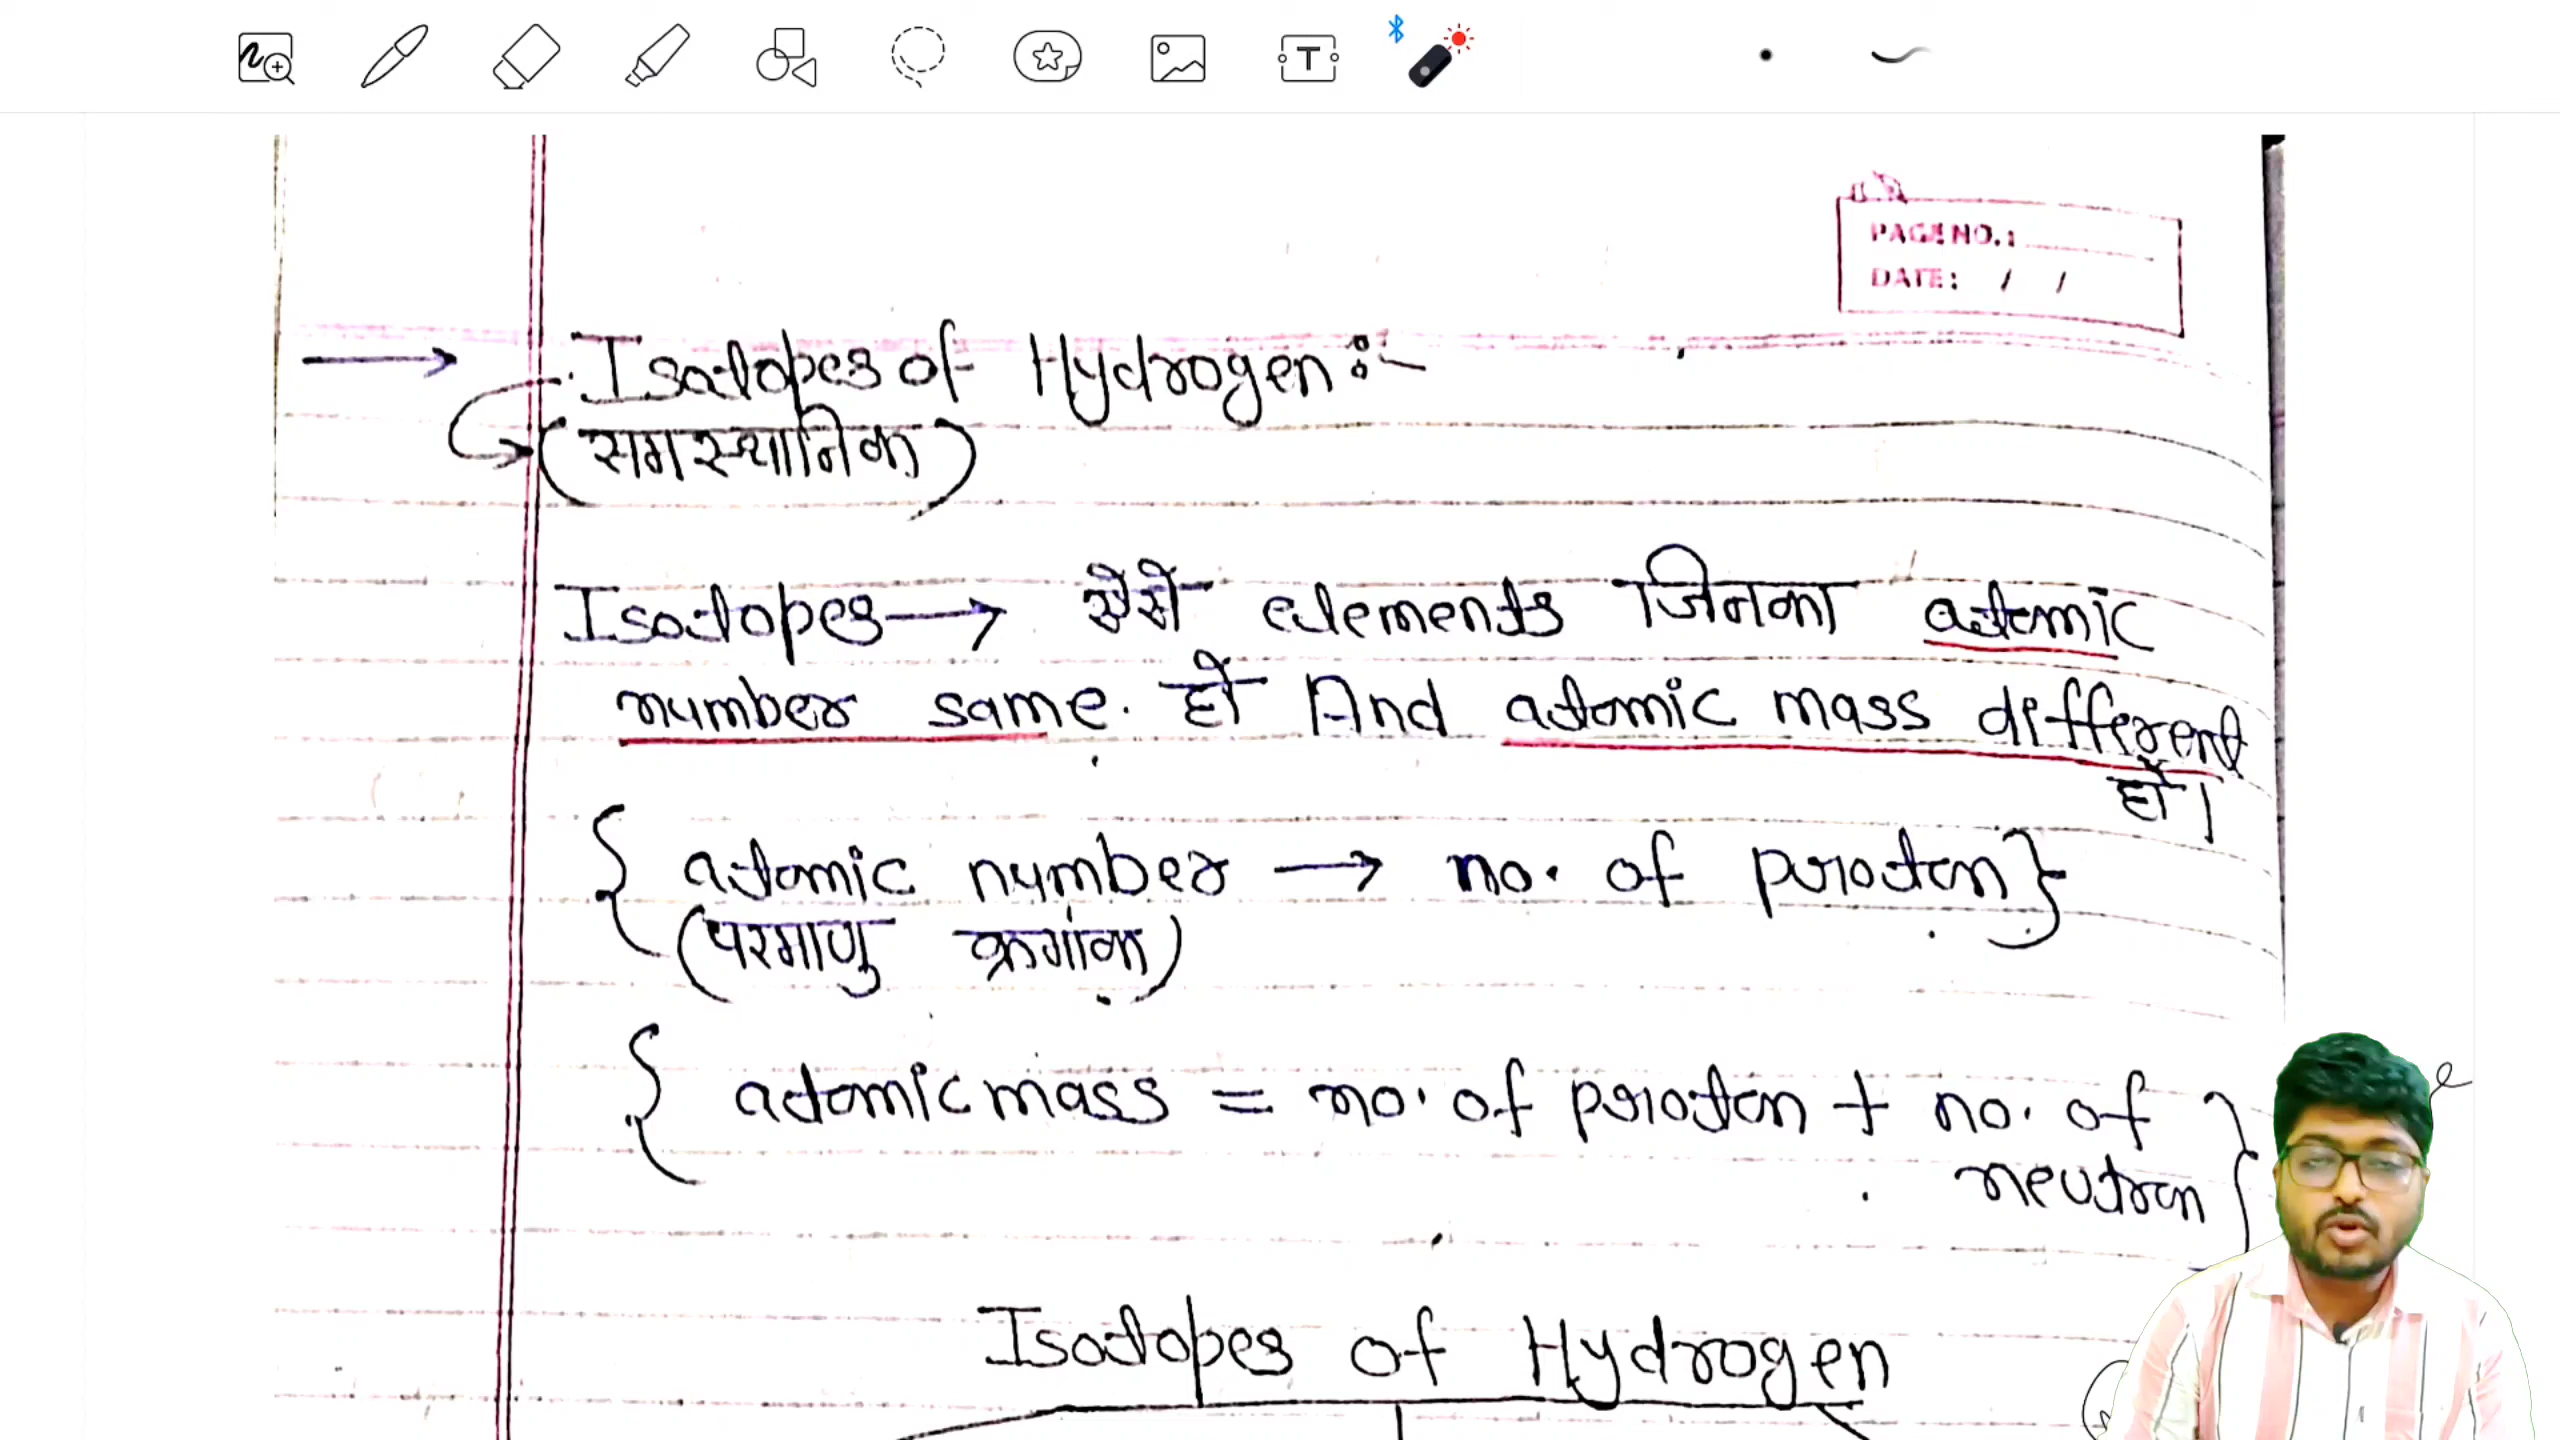 T
PAGE NO.:
DATE: / /
→ Isotopes of Hydrogen :-
(समस्थानिक)
Isotopes → ऐसे elements जिनका atomic
number same. हो And atomic mass different
हो।
{ atomic number → no. of proton }
(परमाणु क्रमांक)
{ atomic mass = no. of proton + no. of
neutron }
Isotopes of Hydrogen